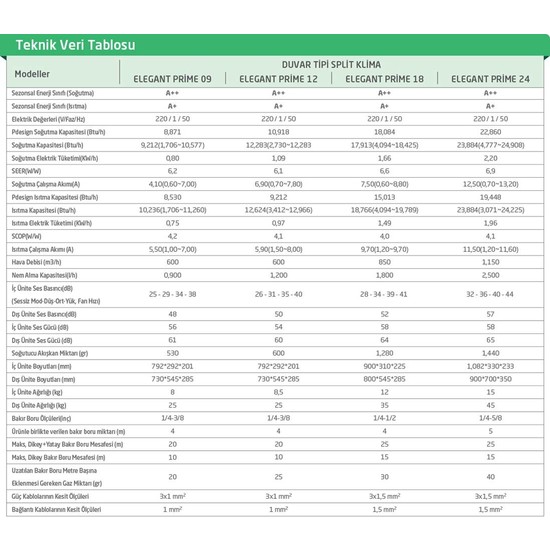 Teknik Veri Tablosu
Modeller DUVAR TİPİ SPLİT KLİMA
ELEGANT PRİME 09 ELEGANT PRİME 12 ELEGANT PRİME 18 ELEGANT PRİME 24
Sezonsal Enerji Sınıfı (Soğutma) A++ A++ A++ A++
Sezonsal Enerji Sınıfı (Isıtma) A+ A+ A+ A+
Elektrik Değerleri (V/Faz/Hz) 220 / 1 / 50 220 / 1 / 50 220 / 1 / 50 220 / 1 / 50
Pdesign Soğutma Kapasitesi (Btu/h) 8,871 10,918 18,084 22,860
Soğutma Kapasitesi (Btu/h) 9,212(1,706~10,577) 12,283(2,730~12,283 17,913(4,094~18,425) 23,884(4,777~24,908)
Soğutma Elektrik Tüketimi(KW/h) 0,80 1,09 1,66 2,20
SEER(W/W) 6,2 6,1 6,6 6,9
Soğutma Çalışma Akımı(A) 4,10(0,60~7,00) 6,90(0,70~7,80) 7,50(0,60~8,80) 12,50(0,70~13,20)
Pdesign Isıtma Kapasitesi (Btu/h) 8,530 9,212 15,013 19,448
Isıtma Kapasitesi (Btu/h) 10,236(1,706~11,260) 12,624(3,412~12,966) 18,766(4,094~19,789) 23,884(3,071~24,225)
Isıtma Elektrik Tüketimi (KW/h) 0,75 0,97 1,49 1,96
SCOP(W/W) 4,2 4,1 4,0 4,1
Isıtma Çalışma Akımı (A) 5,50(1,00~7,00) 5,90(1,50~8,00) 9,70(1,20~9,70) 11,50(1,20~11,60)
Hava Debisi (m3/h) 600 600 850 1,150
Nem Alma Kapasitesi(l/h) 0,900 1,200 1,800 2,500
İç Ünite Ses Basıncı(dB)
(Sessiz Mod-Düş-Ort-Yük, Fan Hızı) 25 - 29 - 34 - 38 26 - 31 - 35 - 40 28 - 34 - 39 - 41 32 - 36 - 40 - 44
Dış Ünite Ses Basıncı (dB) 48 50 52 57
İç Ünite Ses Gücü (dB) 56 54 58 58
Dış Ünite Ses Gücü (dB) 61 60 64 65
Soğutucu Akışkan Miktarı (gr) 530 600 1,280 1,440
İç Ünite Boyutları (mm) 792*292*201 792*292*201 900*310*225 1,082*330*233
Dış Ünite Boyutları (mm) 730*545*285 730*545*285 800*545*285 900*700*350
İç Ünite Ağırlığı (kg) 8 8,5 12 15
Dış Ünite Ağırlığı (kg) 25 25 35 45
Bakır Boru Ölçüleri(inç) 1/4-3/8 1/4-3/8 1/4-1/2 1/4-5/8
Ürünle birlikte verilen bakır boru miktarı (m) 4 4 4 5
Maks, Dikey+Yatay Bakır Boru Mesafesi (m) 20 20 25 25
Maks, Dikey Bakır Boru Mesafesi (m) 10 10 15 15
Uzatılan Bakır Boru Metre Başına
Eklenmesi Gereken Gaz Miktarı (gr) 20 25 30 40
Güç Kablolarının Kesit Ölçüleri 3x1 mm² 3x1 mm² 3x1,5 mm² 3x1,5 mm²
Bağlantı Kablolarının Kesit Ölçüleri 1 mm² 1 mm² 1,5 mm² 1,5 mm²